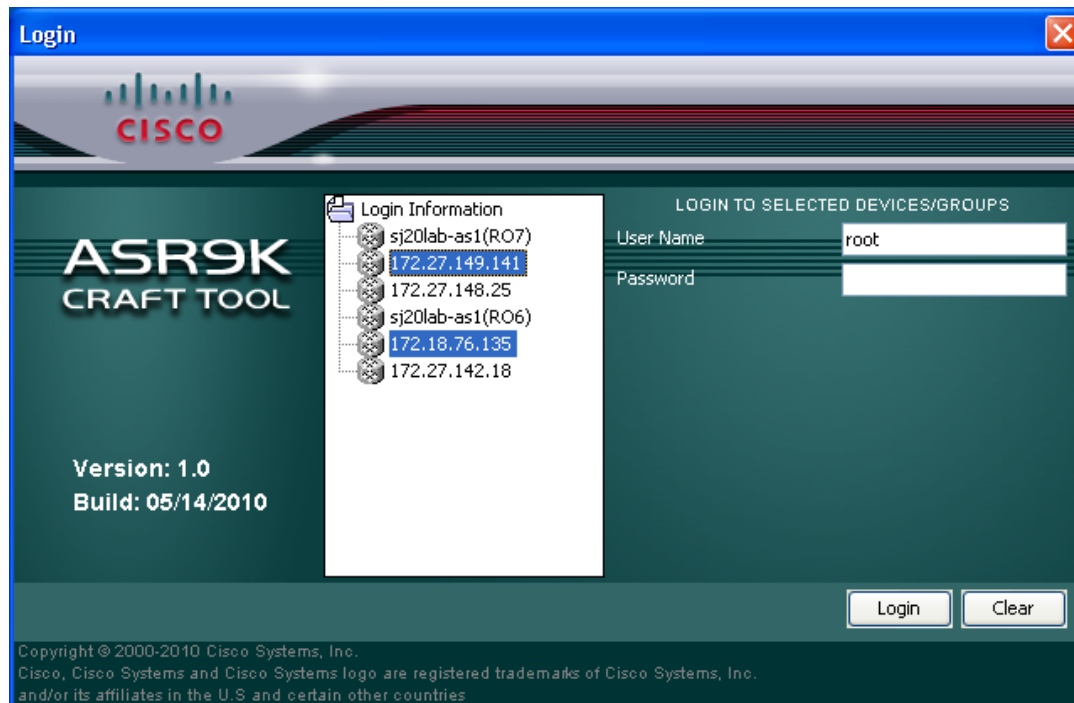 Login
CISCO
ASR9K
CRAFT TOOL
Version: 1.0
Build: 05/14/2010
Login Information
sj20lab-as1(RO7)
172.27.149.141
172.27.148.25
sj20lab-as1(RO6)
172.18.76.135
172.27.142.18
LOGIN TO SELECTED DEVICES/GROUPS
User Name root
Password
Login Clear
Copyright © 2000-2010 Cisco Systems, Inc.
Cisco, Cisco Systems and Cisco Systems logo are registered trademarks of Cisco Systems, Inc.
and/or its affiliates in the U.S and certain other countries